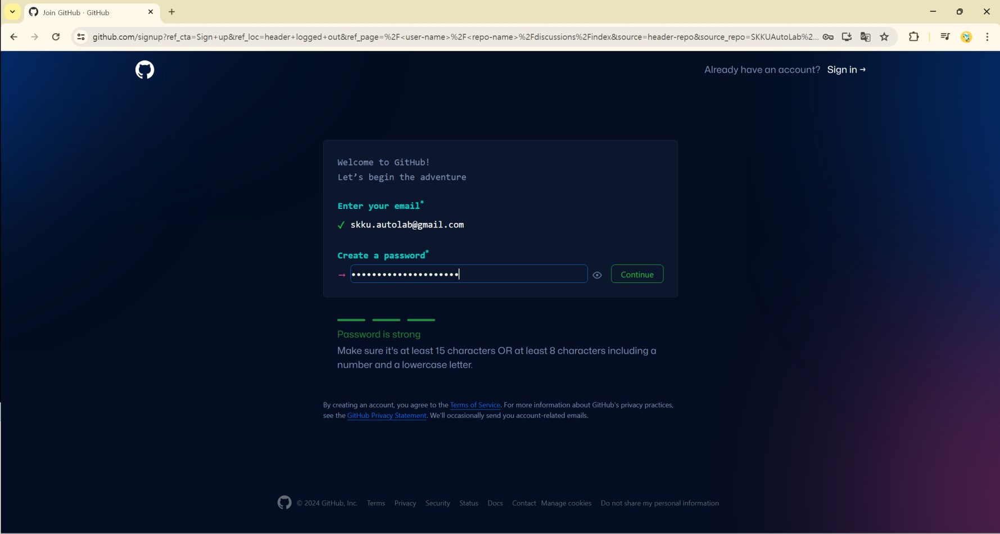 Join GitHub · GitHub
github.com/signup?ref_cta=Sign+up&ref_loc=header+logged+out&ref_page=%2F<user-name>%2F<repo-name>%2Fdiscussions%2Findex&source=header-repo&source_repo=SKKUAutoLab%2...
Already have an account? Sign in →
Welcome to GitHub!
Let’s begin the adventure
Enter your email*
✓ skku.autolab@gmail.com
Create a password*
→ •••••••••••••••••••••
Continue
Password is strong
Make sure it's at least 15 characters OR at least 8 characters including a
number and a lowercase letter.
By creating an account, you agree to the Terms of Service. For more information about GitHub's privacy practices,
see the GitHub Privacy Statement. We'll occasionally send you account-related emails.
© 2024 GitHub, Inc. Terms Privacy Security Status Docs Contact Manage cookies Do not share my personal information